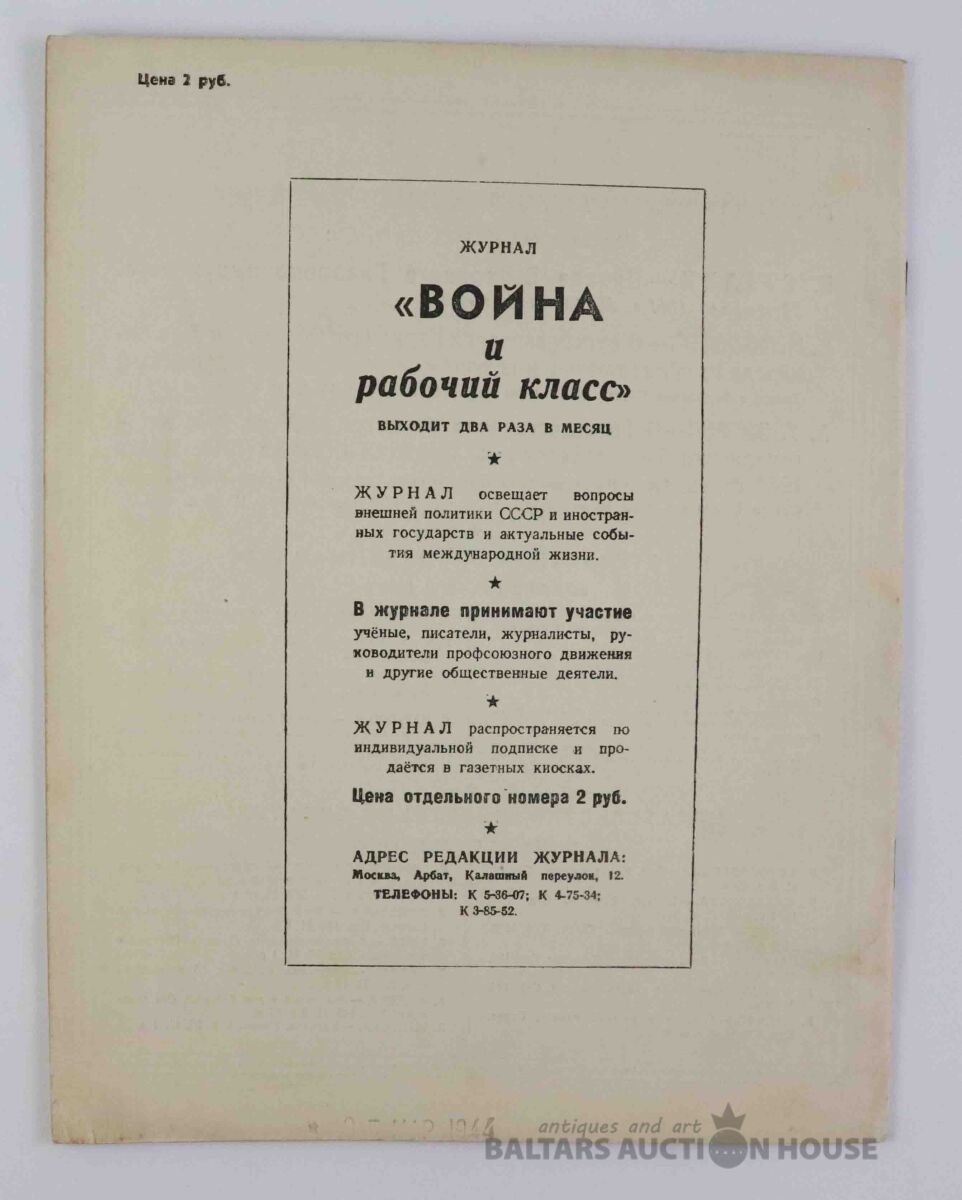 Цена 2 руб.
ЖУРНАЛ
«ВОЙНА
и
рабочий класс»
ВЫХОДИТ ДВА РАЗА В МЕСЯЦ
ЖУРНАЛ освещает вопросы
внешней политики СССР и иностран-
ных государств и актуальные собы-
тия международной жизни.
В журнале принимают участие
учёные, писатели, журналисты, ру-
ководители профсоюзного движения
и другие общественные деятели.
ЖУРНАЛ распространяется по
индивидуальной подписке и про-
даётся в газетных киосках.
Цена отдельного номера 2 руб.
АДРЕС РЕДАКЦИИ ЖУРНАЛА:
Москва, Арбат, Калашный переулок, 12.
ТЕЛЕФОНЫ: К 5-36-07; К 4-75-34;
К 3-85-52.
1944
antiques and art
BALTARS AUCTION HOUSE